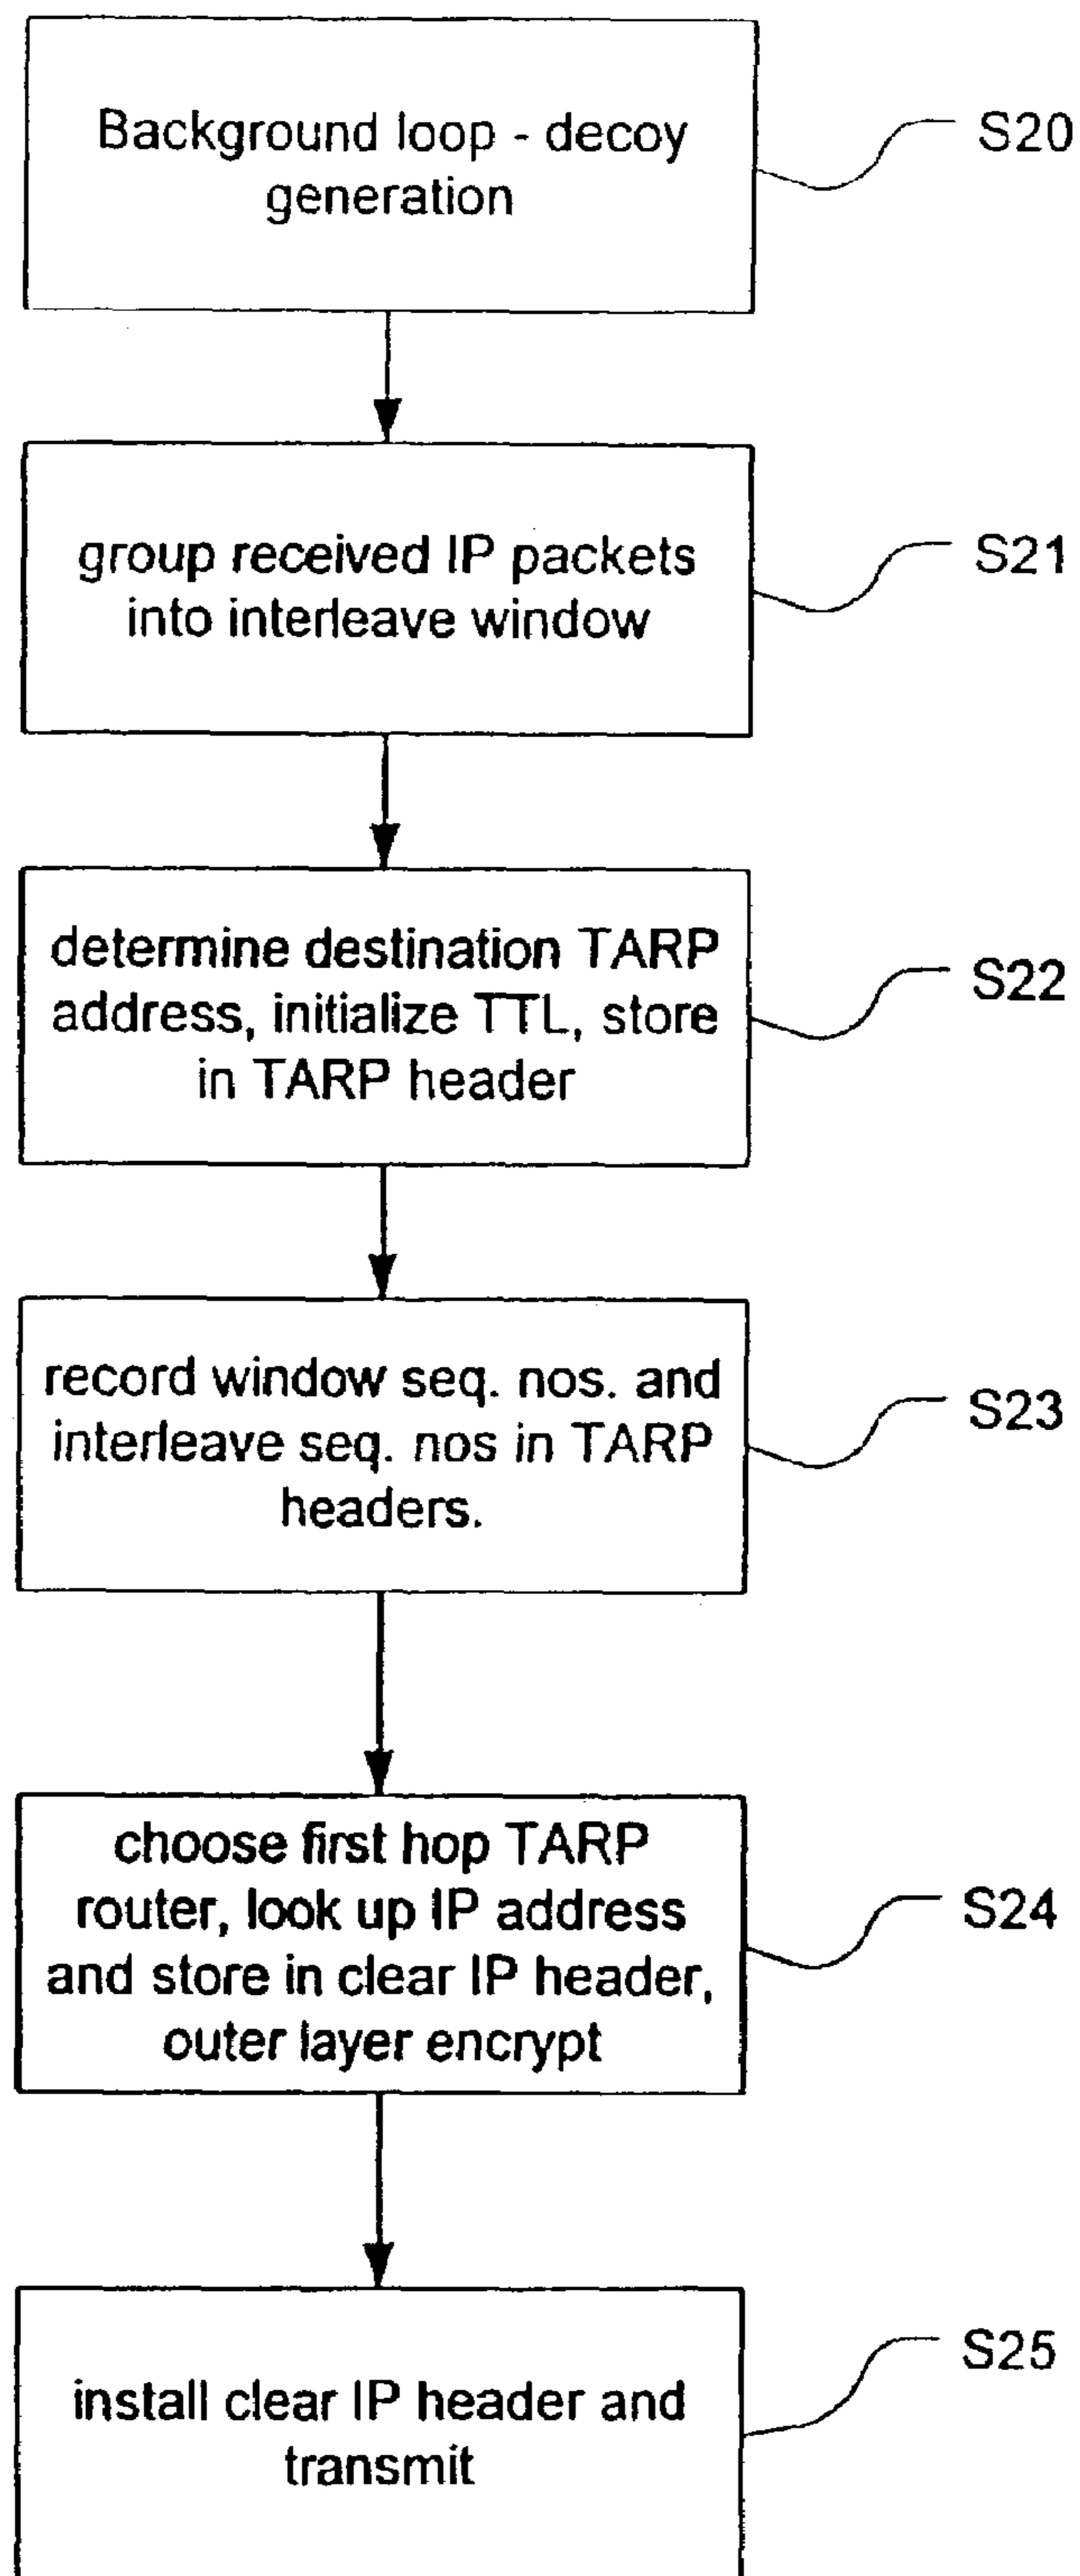 Background loop - decoy
generation
S20
group received IP packets
into interleave window
S21
determine destination TARP
address, initialize TTL, store
in TARP header
S22
record window seq. nos. and
interleave seq. nos in TARP
headers.
S23
choose first hop TARP
router, look up IP address
and store in clear IP header,
outer layer encrypt
S24
install clear IP header and
transmit
S25